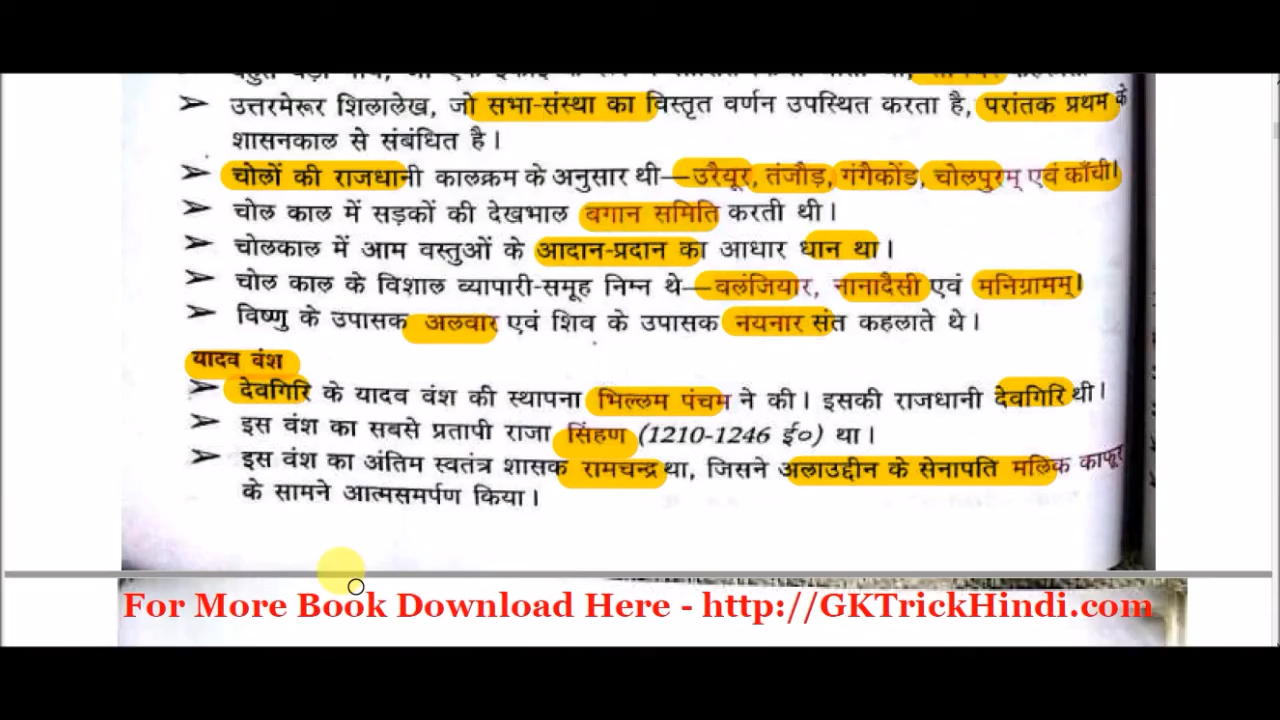 ➤ उत्तरमेरूर शिलालेख, जो सभा-संस्था का विस्तृत वर्णन उपस्थित करता है, परांतक प्रथम के
शासनकाल से संबंधित है।
➤ चोलों की राजधानी कालक्रम के अनुसार थी—उरैयूर, तंजौड़, गंगैकोंड, चोलपुरम् एवं काँची।
➤ चोल काल में सड़कों की देखभाल बगान समिति करती थी।
➤ चोलकाल में आम वस्तुओं के आदान-प्रदान का आधार धान था।
➤ चोल काल के विशाल व्यापारी-समूह निम्न थे—वलंजियार, नानादैसी एवं मनिग्रामम्।
➤ विष्णु के उपासक अलवार एवं शिव के उपासक नयनार संत कहलाते थे।
यादव वंश
➤ देवगिरि के यादव वंश की स्थापना भिल्लम पंचम ने की। इसकी राजधानी देवगिरि थी।
➤ इस वंश का सबसे प्रतापी राजा सिंहण (1210-1246 ई०) था।
➤ इस वंश का अंतिम स्वतंत्र शासक रामचन्द्र था, जिसने अलाउद्दीन के सेनापति मलिक काफूर
के सामने आत्मसमर्पण किया।
For More Book Download Here - http://GKTrickHindi.com